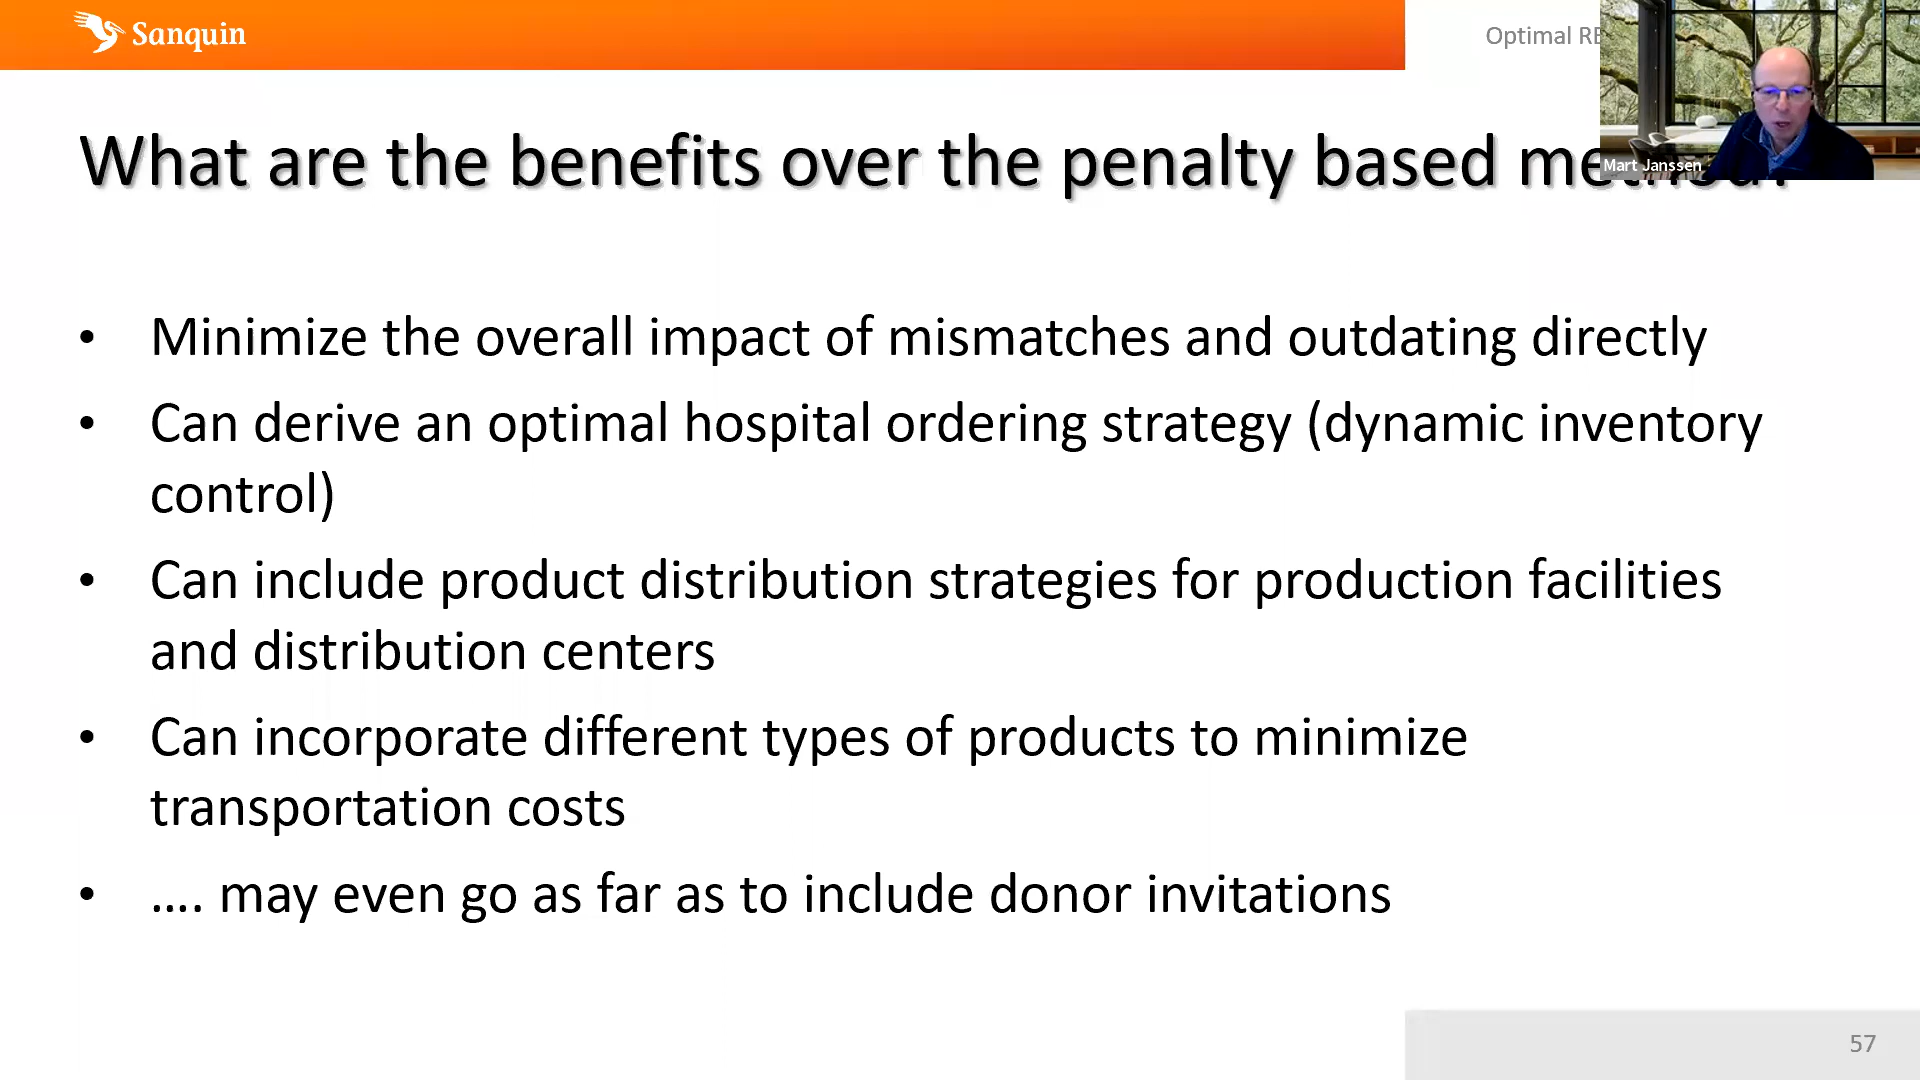 Sanquin
Optimal
Mart Janssen
What are the benefits over the penalty based
• Minimize the overall impact of mismatches and outdating directly
• Can derive an optimal hospital ordering strategy (dynamic inventory
control)
• Can include product distribution strategies for production facilities
and distribution centers
• Can incorporate different types of products to minimize
transportation costs
• .... may even go as far as to include donor invitations
57